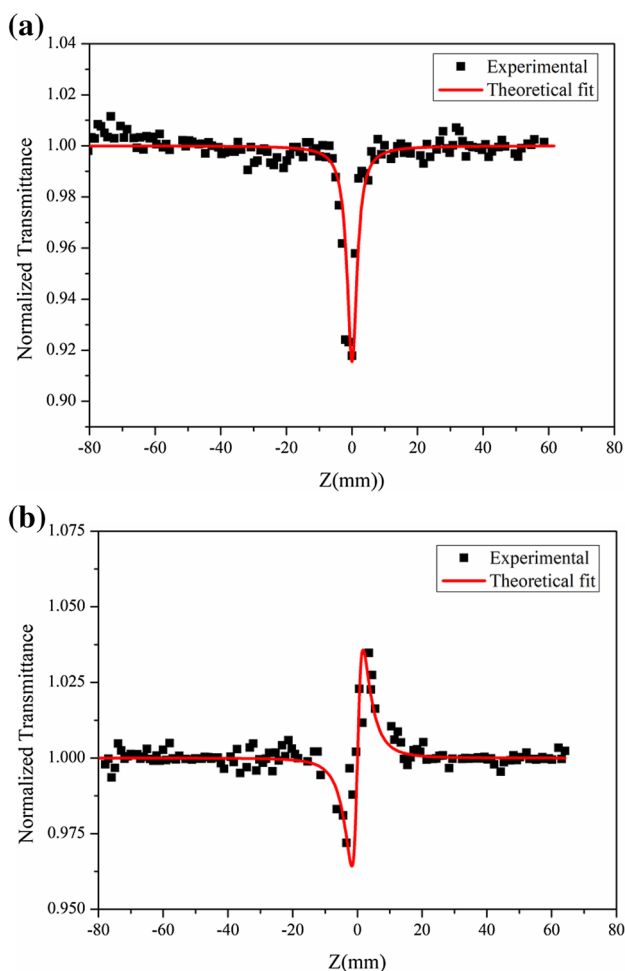 (a)
1.04
1.02
1.00
0.98
0.96
0.94
0.92
0.90
Normalized Transmittance
Experimental
Theoretical fit
-80 -60 -40 -20 0 20 40 60 80
Z(mm))
(b)
1.075
1.050
1.025
1.000
0.975
0.950
Normalized Transmittance
Experimental
Theoretical fit
-80 -60 -40 -20 0 20 40 60 80
Z(mm)